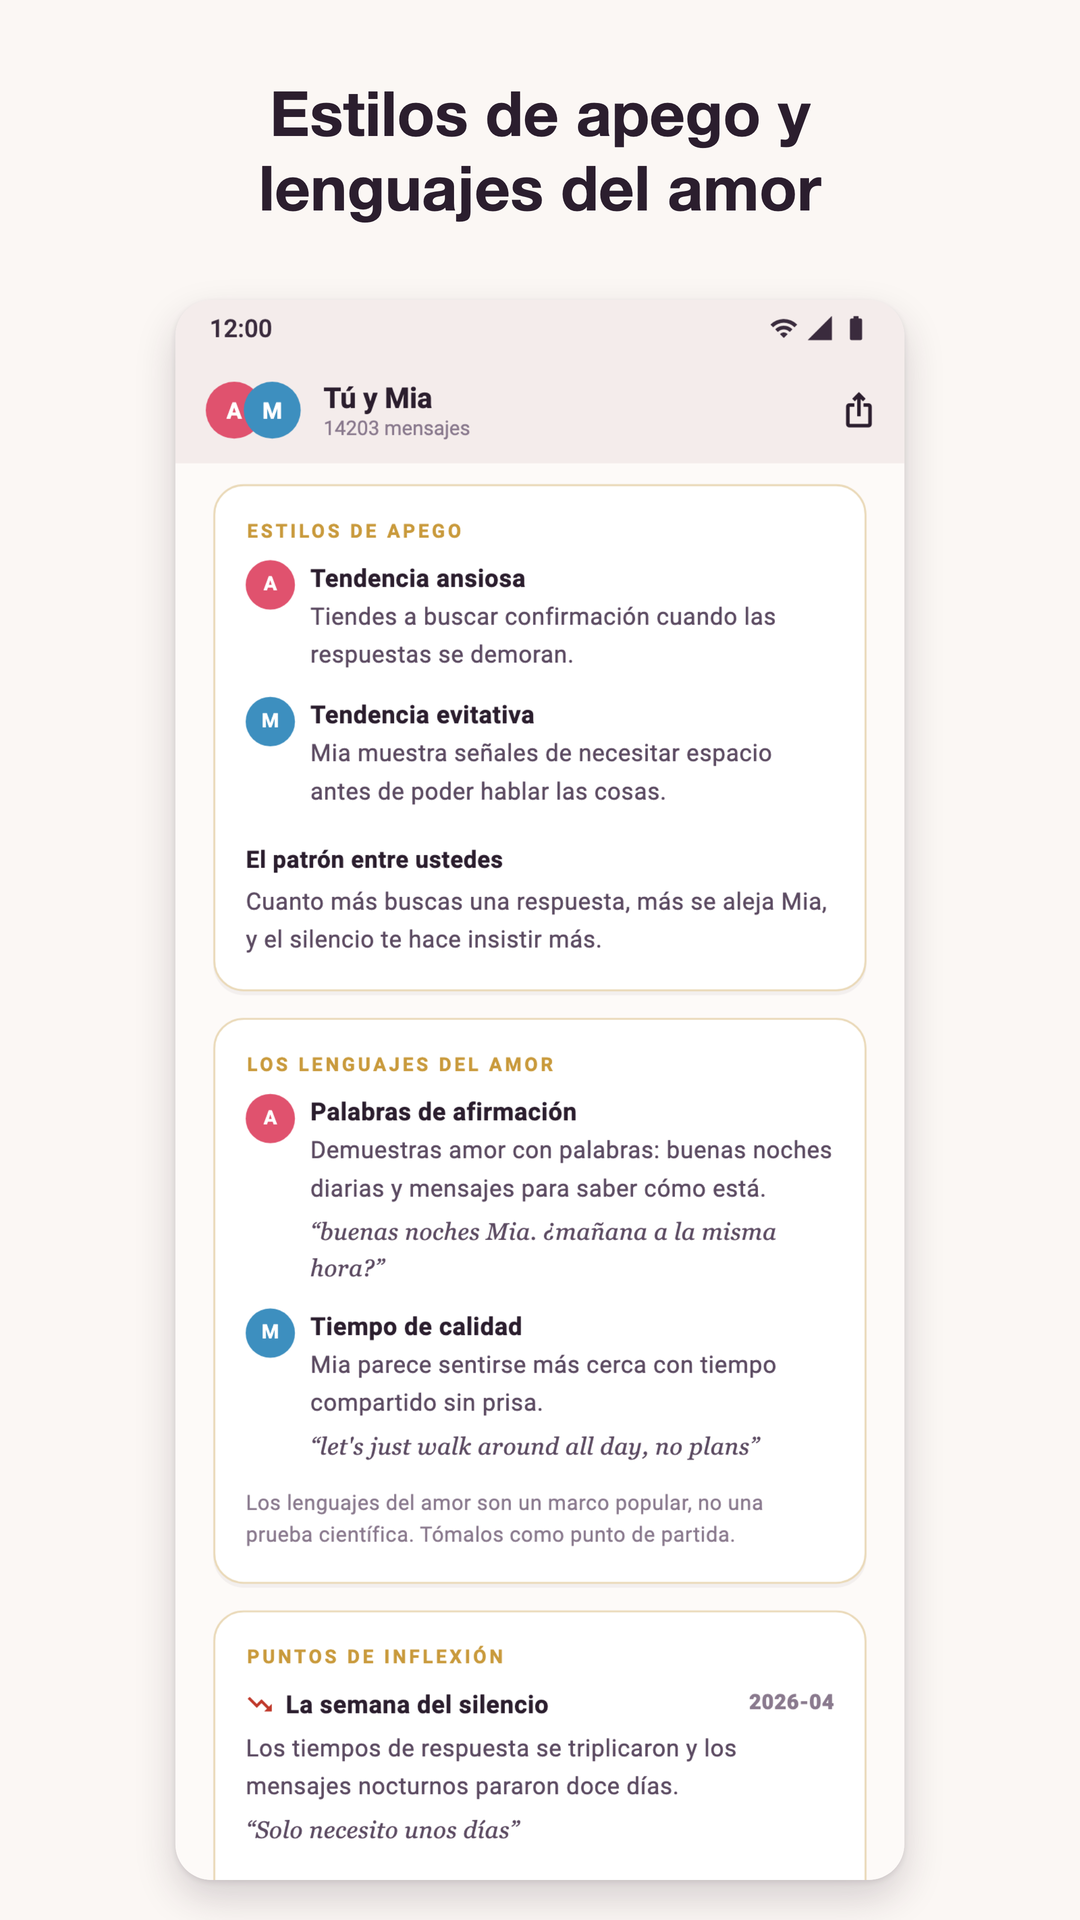 Estilos de apego y
lenguajes del amor
12:00
A M Tú y Mia
14203 mensajes
ESTILOS DE APEGO
A Tendencia ansiosa
Tiendes a buscar confirmación cuando las
respuestas se demoran.
M Tendencia evitativa
Mia muestra señales de necesitar espacio
antes de poder hablar las cosas.
El patrón entre ustedes
Cuanto más buscas una respuesta, más se aleja Mia,
y el silencio te hace insistir más.
LOS LENGUAJES DEL AMOR
A Palabras de afirmación
Demuestras amor con palabras: buenas noches
diarias y mensajes para saber cómo está.
“buenas noches Mia. ¿mañana a la misma
hora?”
M Tiempo de calidad
Mia parece sentirse más cerca con tiempo
compartido sin prisa.
“let's just walk around all day, no plans”
Los lenguajes del amor son un marco popular, no una
prueba científica. Tómalos como punto de partida.
PUNTOS DE INFLEXIÓN
La semana del silencio 2026-04
Los tiempos de respuesta se triplicaron y los
mensajes nocturnos pararon doce días.
“Solo necesito unos días”